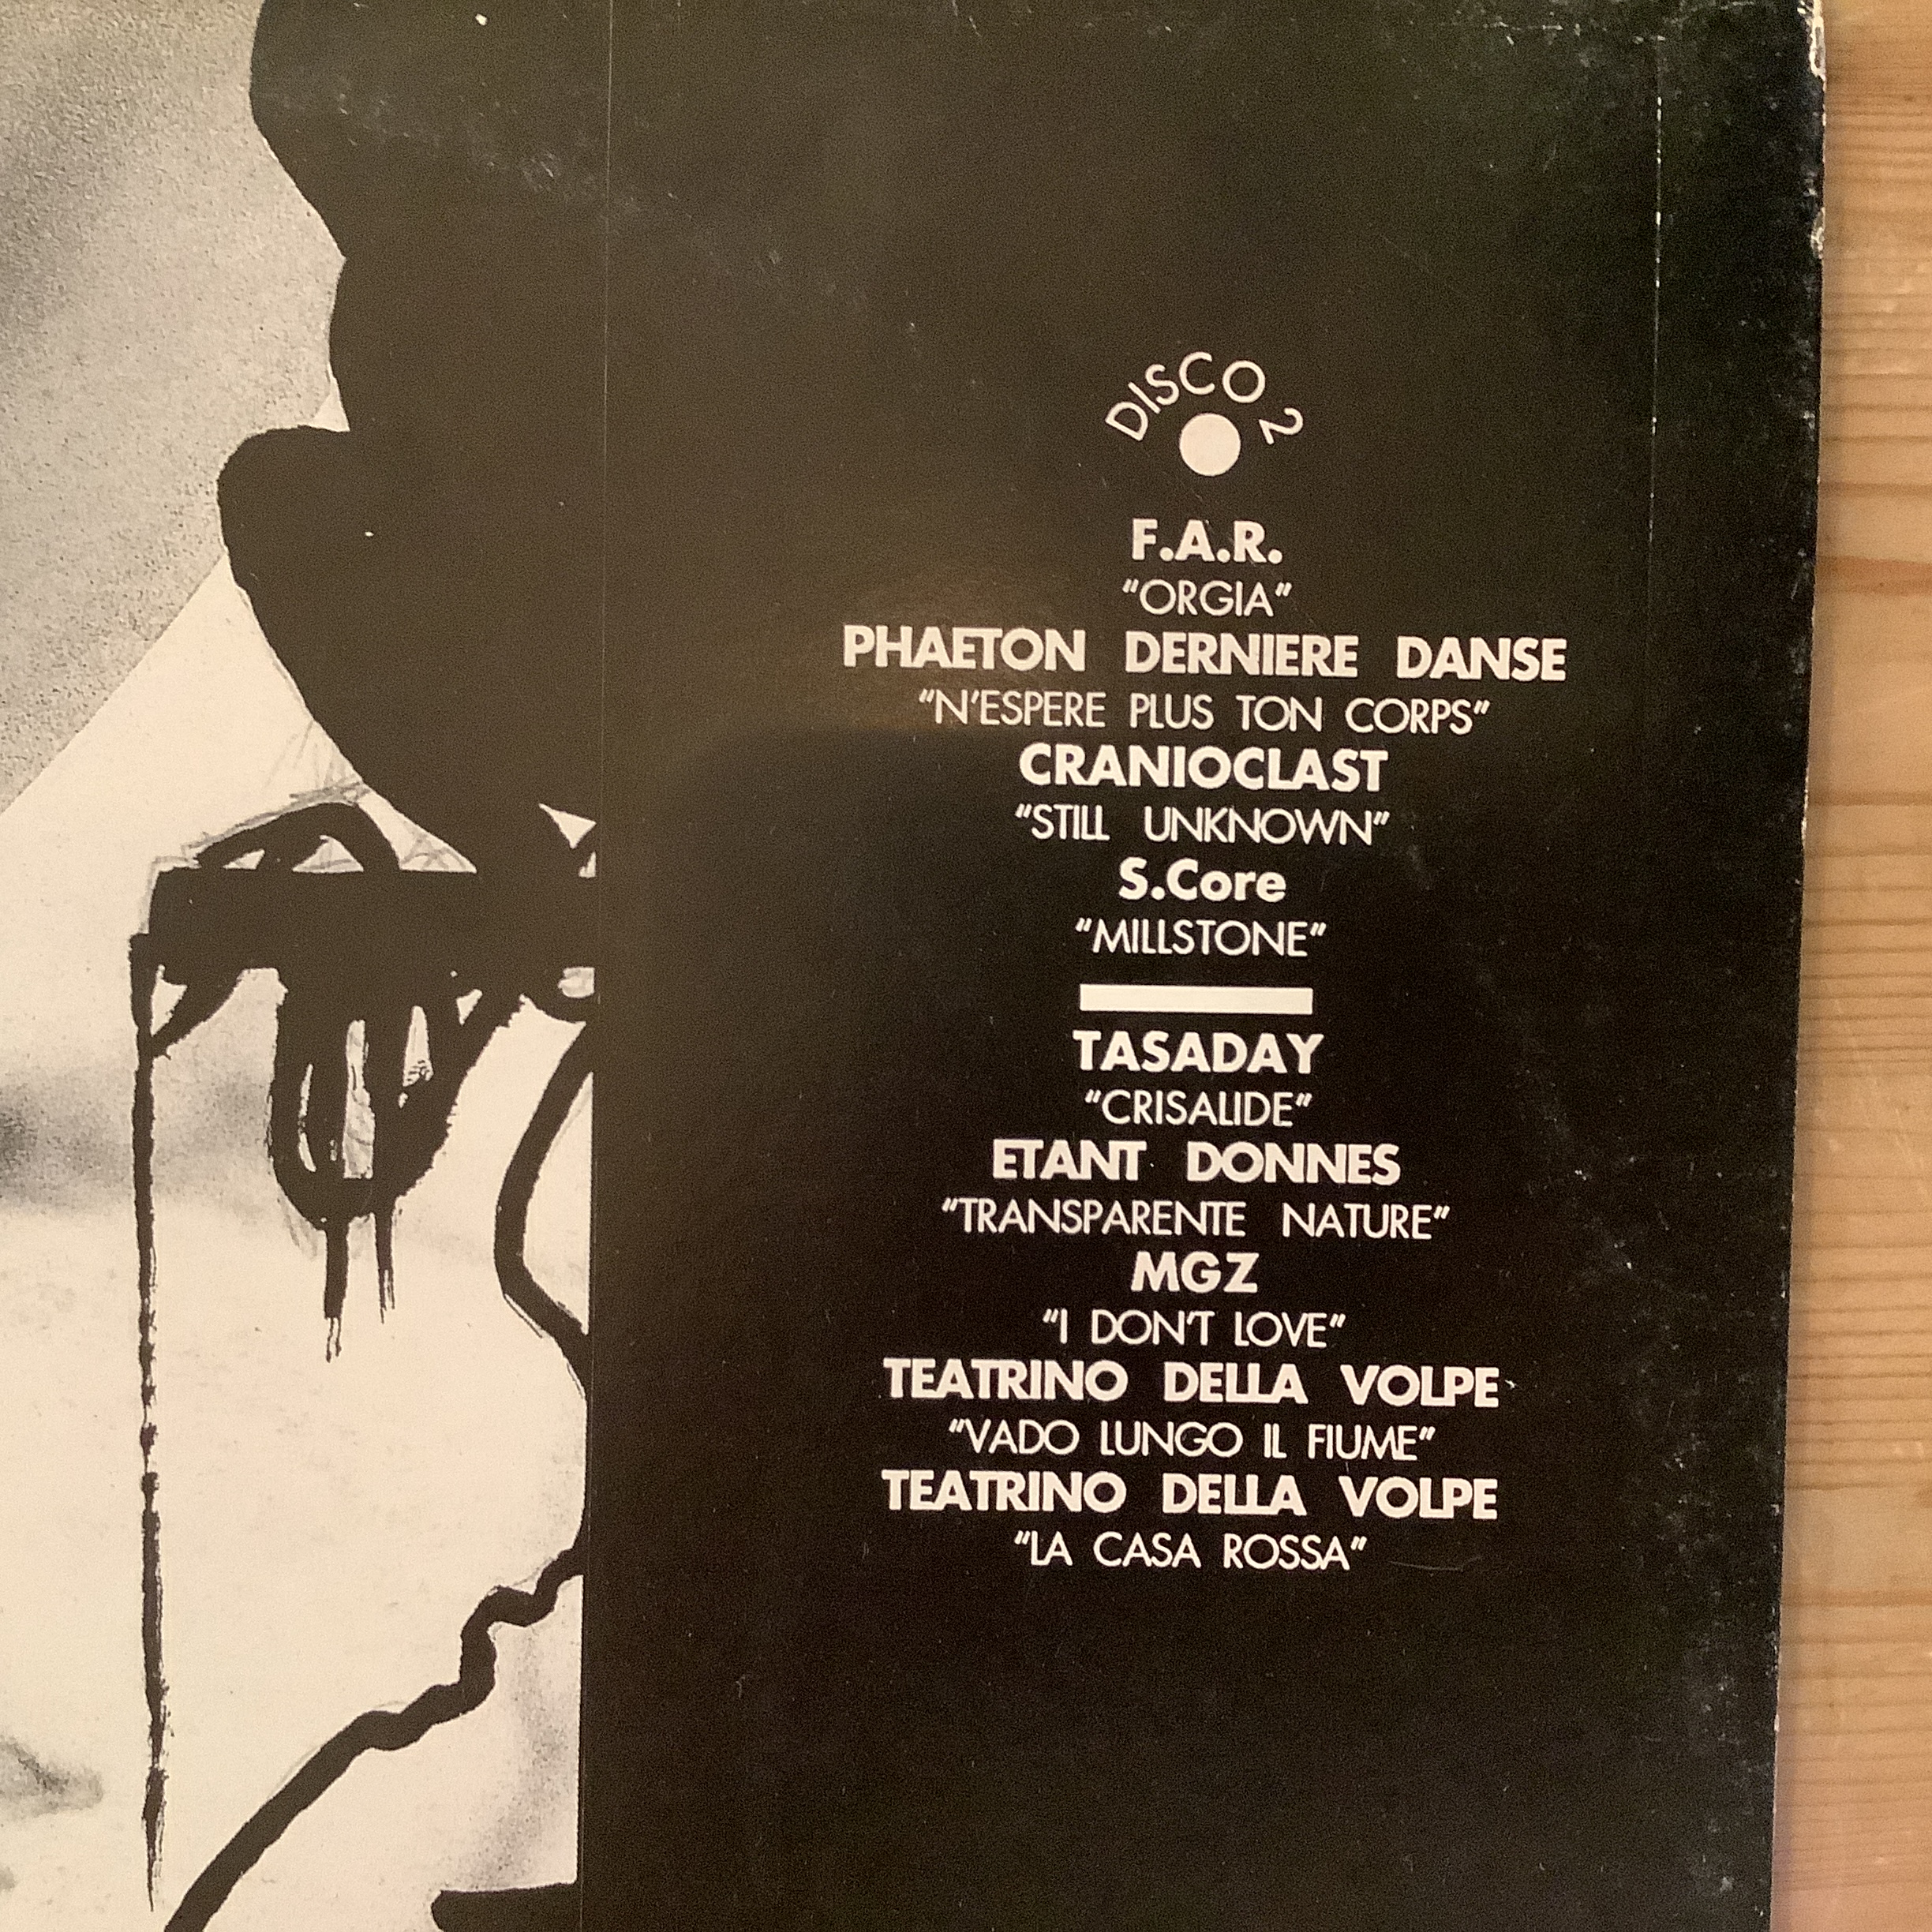 DISCO 2
F.A.R.
"ORGIA"
PHAETON DERNIERE DANSE
"N'ESPERE PLUS TON CORPS"
CRANIOCLAST
"STILL UNKNOWN"
S.Core
"MILLSTONE"
TASADAY
"CRISALIDE"
ETANT DONNES
"TRANSPARENTE NATURE"
MGZ
"I DON'T LOVE"
TEATRINO DELLA VOLPE
"VADO LUNGO IL FIUME"
TEATRINO DELLA VOLPE
"LA CASA ROSSA"